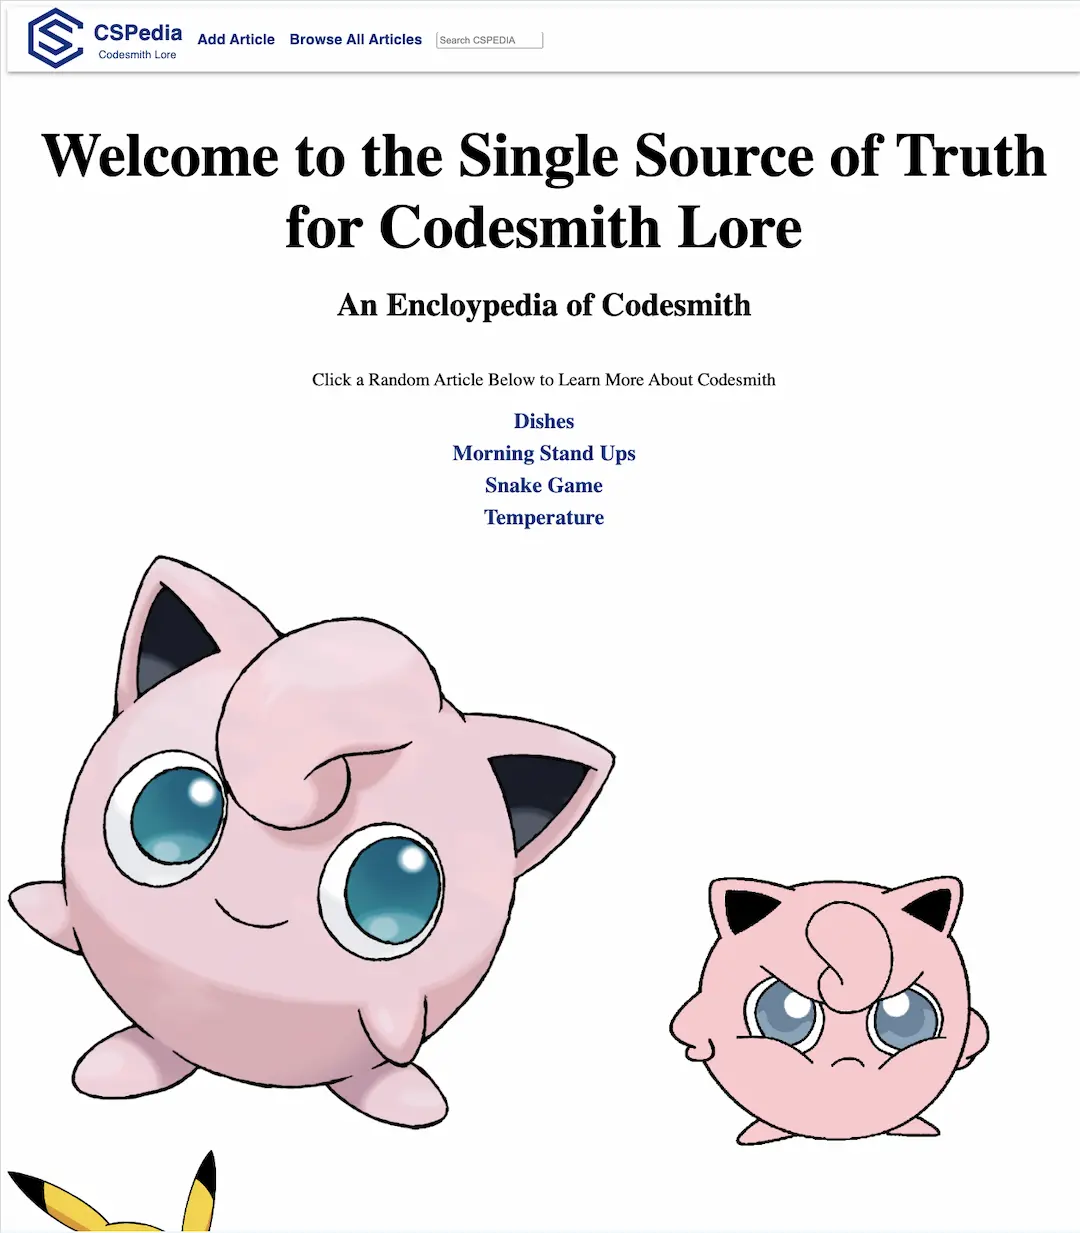 CSPedia
Codesmith Lore
Add Article
Browse All Articles
Search CSPEDIA
Welcome to the Single Source of Truth
for Codesmith Lore
An Encloypedia of Codesmith
Click a Random Article Below to Learn More About Codesmith
Dishes
Morning Stand Ups
Snake Game
Temperature